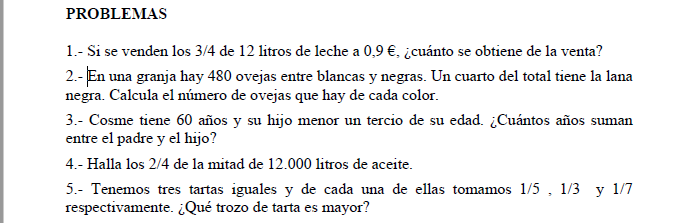 PROBLEMAS
1.- Si se venden los 3/4 de 12 litros de leche a 0,9 €, ¿cuánto se obtiene de la venta?
2.- En una granja hay 480 ovejas entre blancas y negras. Un cuarto del total tiene la lana
negra. Calcula el número de ovejas que hay de cada color.
3.- Cosme tiene 60 años y su hijo menor un tercio de su edad. ¿Cuántos años suman
entre el padre y el hijo?
4.- Halla los 2/4 de la mitad de 12.000 litros de aceite.
5.- Tenemos tres tartas iguales y de cada una de ellas tomamos 1/5 , 1/3 y 1/7
respectivamente. ¿Qué trozo de tarta es mayor?